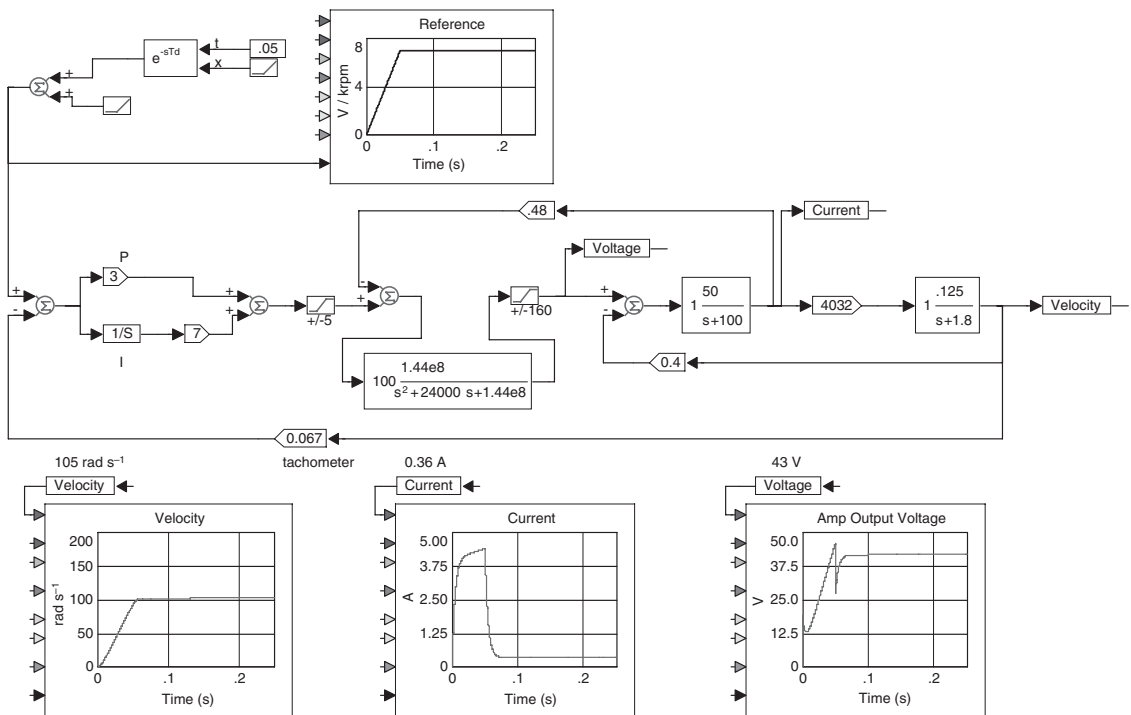 Reference
e-sTd
t
.05
x
+
Σ
+
8
4
0
V / krpm
0
.1
.2
Time (s)
.48
Current
Voltage
P
3
+
Σ
-
+
Σ
+
+/-5
-
+
Σ
+/-160
+
Σ
-
1 50
s+100
4032
1 .125
s+1.8
Velocity
1/S
7
I
0.4
100 1.44e8
s2+24000 s+1.44e8
0.067
105 rad s–1
tachometer
0.36 A
43 V
Velocity
Current
Voltage
Velocity
200
150
100
50
0
rad s–1
0
.1
.2
Time (s)
Current
5.00
3.75
2.50
1.25
0
A
0
.1
.2
Time (s)
Amp Output Voltage
50.0
37.5
25.0
12.5
0
V
0
.1
.2
Time (s)